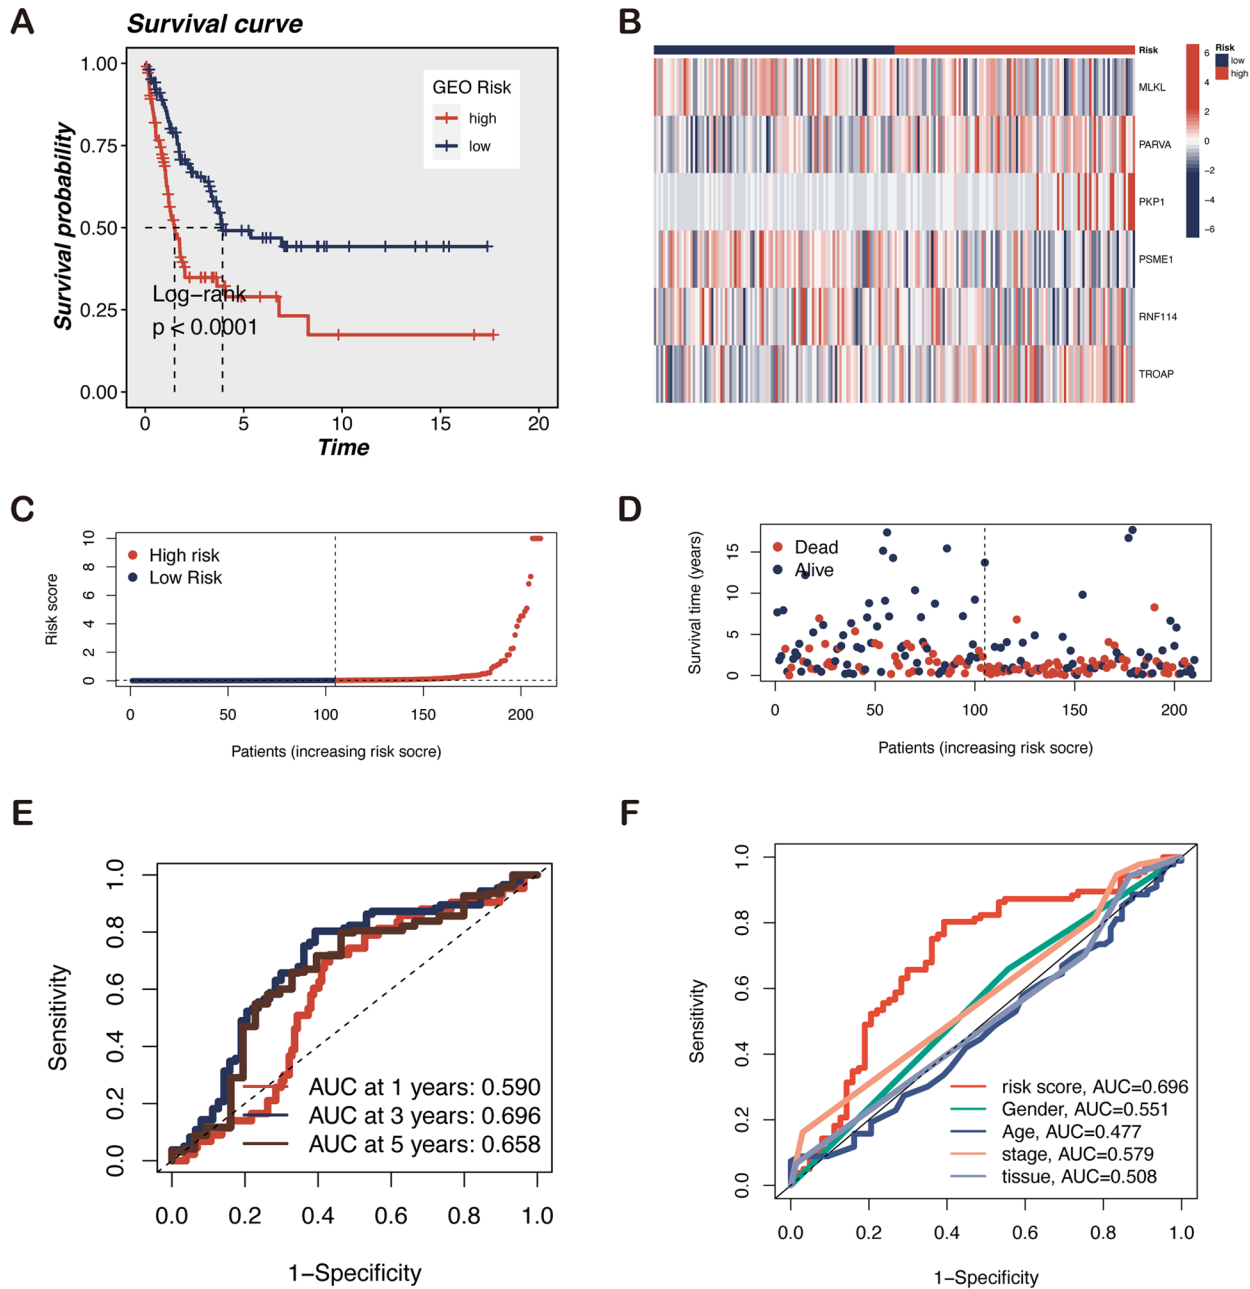 A
Survival curve
Survival probability
1.00
0.75
0.50
0.25
0.00
GEO Risk
high
low
Log-rank
p < 0.0001
0 5 10 15 20
Time
B
Risk
MLKL
PARVA
PKP1
PSME1
RNF114
TROAP
6
4
2
0
−2
−4
−6
Risk
low
high
C
Risk score
10
8
6
4
2
0
High risk
Low Risk
0 50 100 150 200
Patients (increasing risk socre)
D
Survival time (years)
15
10
5
0
Dead
Alive
0 50 100 150 200
Patients (increasing risk socre)
E
Sensitivity
1.0
0.8
0.6
0.4
0.2
0.0
AUC at 1 years: 0.590
AUC at 3 years: 0.696
AUC at 5 years: 0.658
0.0 0.2 0.4 0.6 0.8 1.0
1−Specificity
F
Sensitivity
1.0
0.8
0.6
0.4
0.2
0.0
risk score, AUC=0.696
Gender, AUC=0.551
Age, AUC=0.477
stage, AUC=0.579
tissue, AUC=0.508
0.0 0.2 0.4 0.6 0.8 1.0
1−Specificity